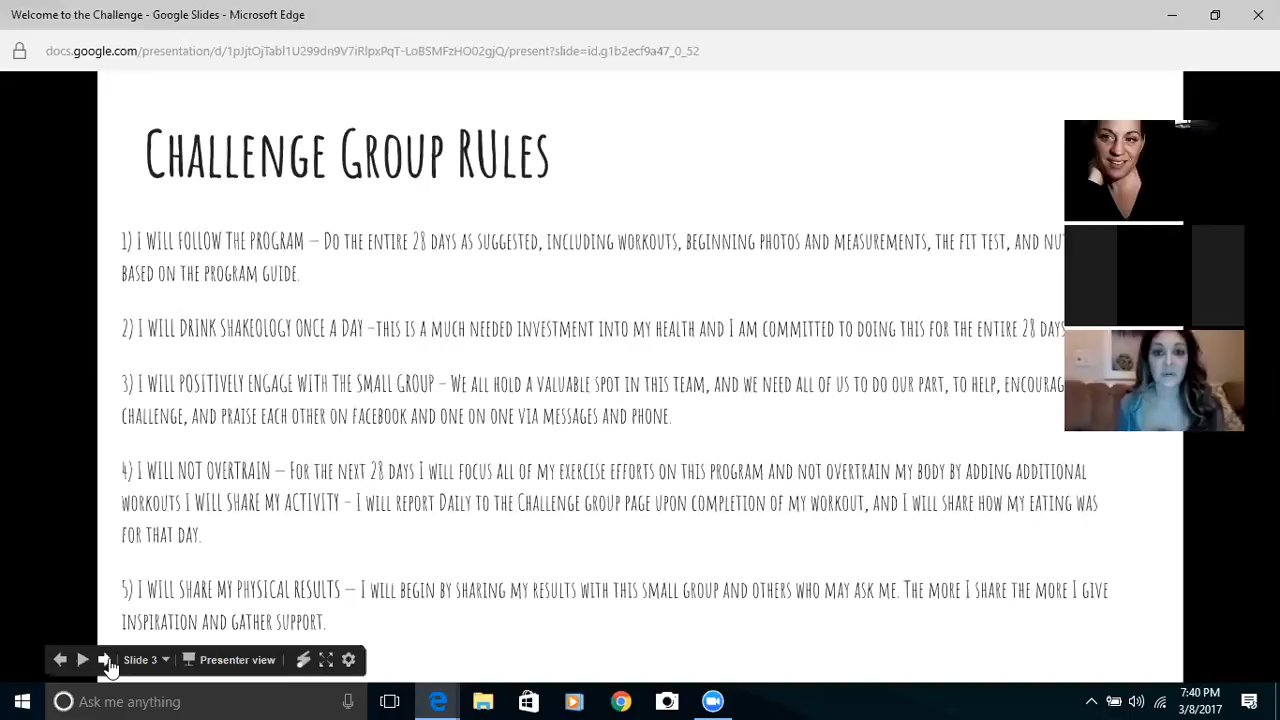 Welcome to the Challenge - Google Slides - Microsoft Edge
docs.google.com/presentation/d/1pJjtOjTabl1U299dn9V7iRlpxPqT-LoBSMFzHO02gjQ/present?slide=id.g1b2ecf9a47_0_52
Challenge Group RUles
1) I WILL FOLLOW THE PROGRAM – Do the entire 28 days as suggested, including workouts, beginning photos and measurements, the fit test, and
based on the program guide.
2) I WILL DRINK SHAKEOLOGY ONCE A DAY –this is a much needed investment into my health and I am committed to doing this for the entire 28 days
3) I WILL POSITIVELY ENGAGE WITH THE SMALL GROUP – We all hold a valuable spot in this team, and we need all of us to do our part, to help, encourag
challenge, and praise each other on facebook and one on one via messages and phone.
4) I WILL NOT OVERTRAIN – For the next 28 days I will focus all of my exercise efforts on this program and not overtrain my body by adding additional
workouts I WILL SHARE MY ACTIVITY – I will report Daily to the Challenge group page upon completion of my workout, and I will share how my eating was
for that day.
5) I WILL SHARE MY PHYSICAL RESULTS – I will begin by sharing my results with this small group and others who may ask me. The more I share the more I give
inspiration and gather support.
Slide 3 Presenter view
Ask me anything
7:40 PM
3/8/2017